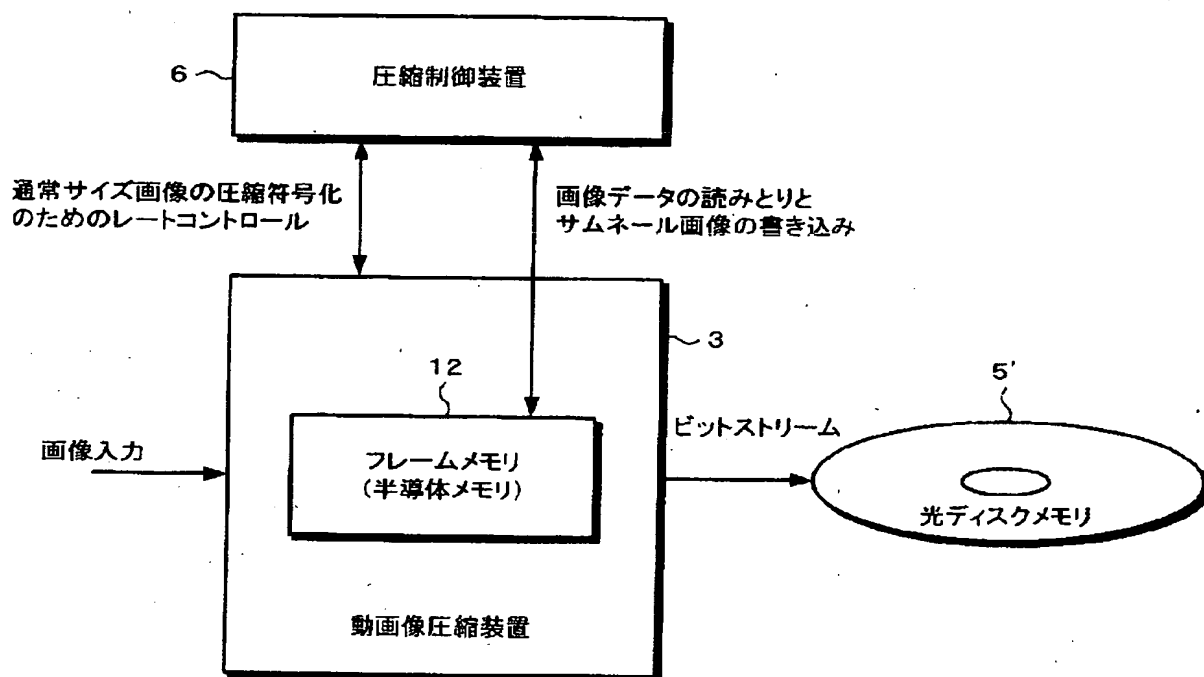 6
圧縮制御装置
通常サイズ画像の圧縮符号化
のためのレートコントロール
画像データの読みとりと
サムネール画像の書き込み
3
12
5'
画像入力
フレームメモリ
(半導体メモリ)
ビットストリーム
光ディスクメモリ
動画像圧縮装置